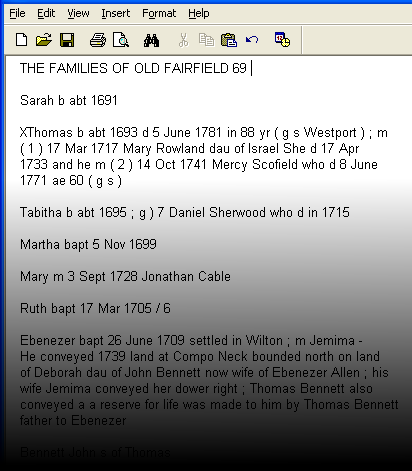 File Edit View Insert Format Help
THE FAMILIES OF OLD FAIRFIELD 69
Sarah b abt 1691
XThomas b abt 1693 d 5 June 1781 in 88 yr ( g s Westport ) ; m
( 1 ) 17 Mar 1717 Mary Rowland dau of Israel She d 17 Apr
1733 and he m ( 2 ) 14 Oct 1741 Mercy Scofield who d 8 June
1771 ae 60 ( g s )
Tabitha b abt 1695 ; g ) 7 Daniel Sherwood who d in 1715
Martha bapt 5 Nov 1699
Mary m 3 Sept 1728 Jonathan Cable
Ruth bapt 17 Mar 1705 / 6
Ebenezer bapt 26 June 1709 settled in Wilton ; m Jemima -
He conveyed 1739 land at Compo Neck bounded north on land
of Deborah dau of John Bennett now wife of Ebenezer Allen ; his
wife Jemima conveyed her dower right ; Thomas Bennett also
conveyed a a reserve for life was made to him by Thomas Bennett
father to Ebenezer
Bennett John s of Thomas